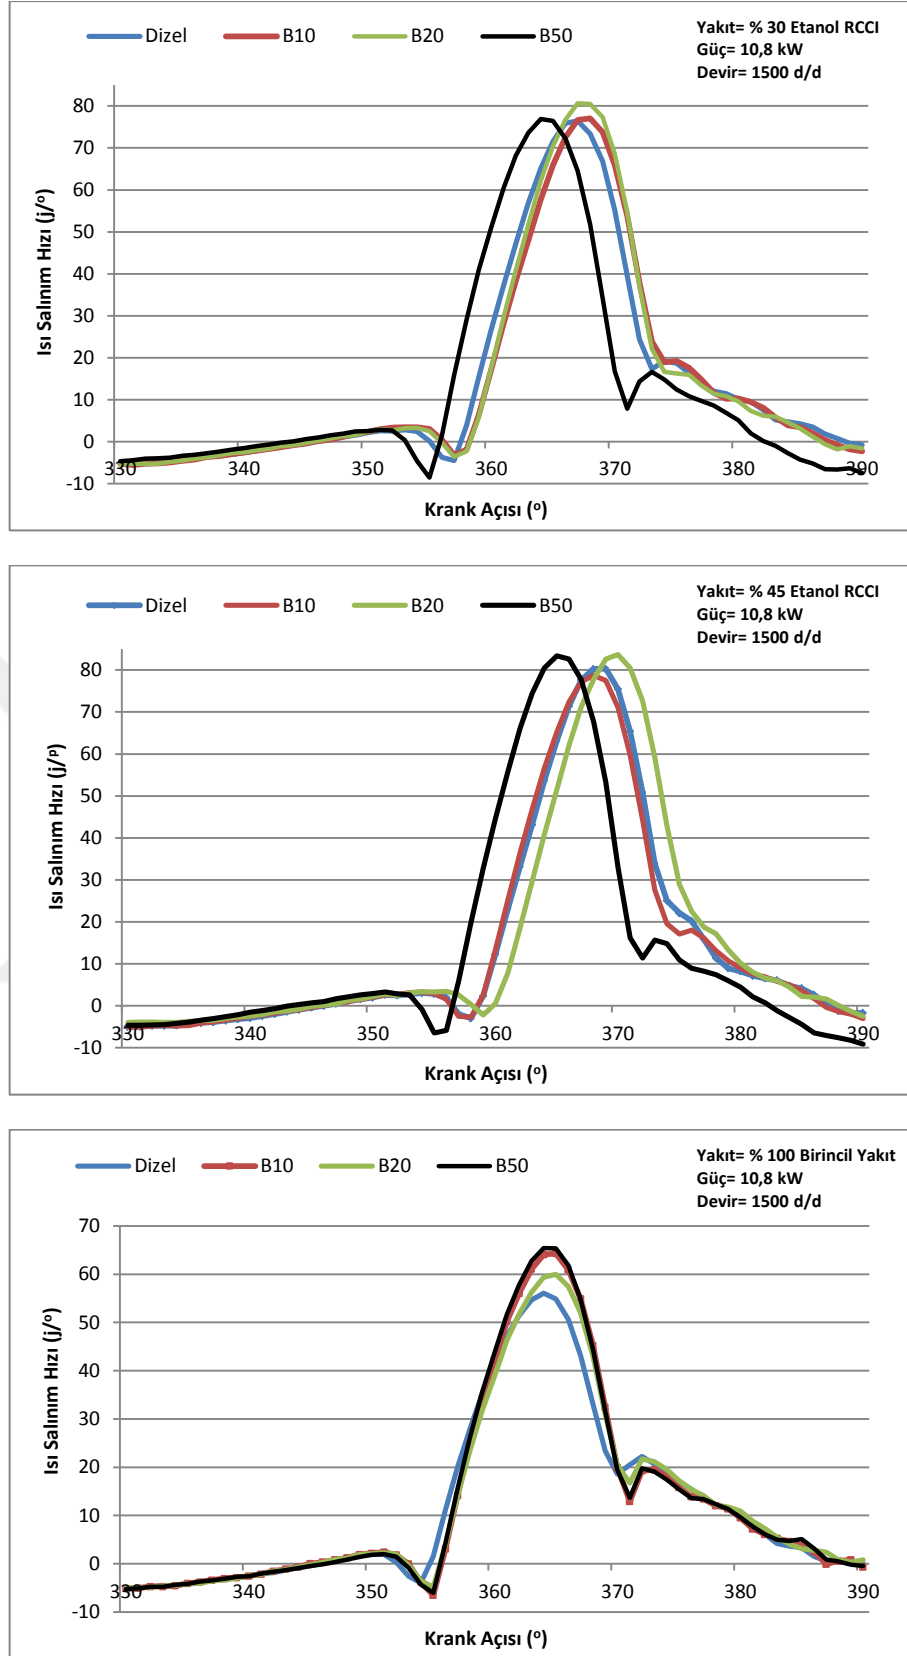 Dizel B10 B20 B50
Yakıt= % 30 Etanol RCCI
Güç= 10,8 kW
Devir= 1500 d/d
80
70
60
50
40
30
20
10
0
-10
330 340 350 360 370 380 390
Isı Salınım Hızı (j/º)
Krank Açısı (º)
Dizel B10 B20 B50
Yakıt= % 45 Etanol RCCI
Güç= 10,8 kW
Devir= 1500 d/d
80
70
60
50
40
30
20
10
0
-10
330 340 350 360 370 380 390
Isı Salınım Hızı (j/º)
Krank Açısı (º)
Dizel B10 B20 B50
Yakıt= % 100 Birincil Yakıt
Güç= 10,8 kW
Devir= 1500 d/d
70
60
50
40
30
20
10
0
-10
330 340 350 360 370 380 390
Isı Salınım Hızı (j/º)
Krank Açısı (º)